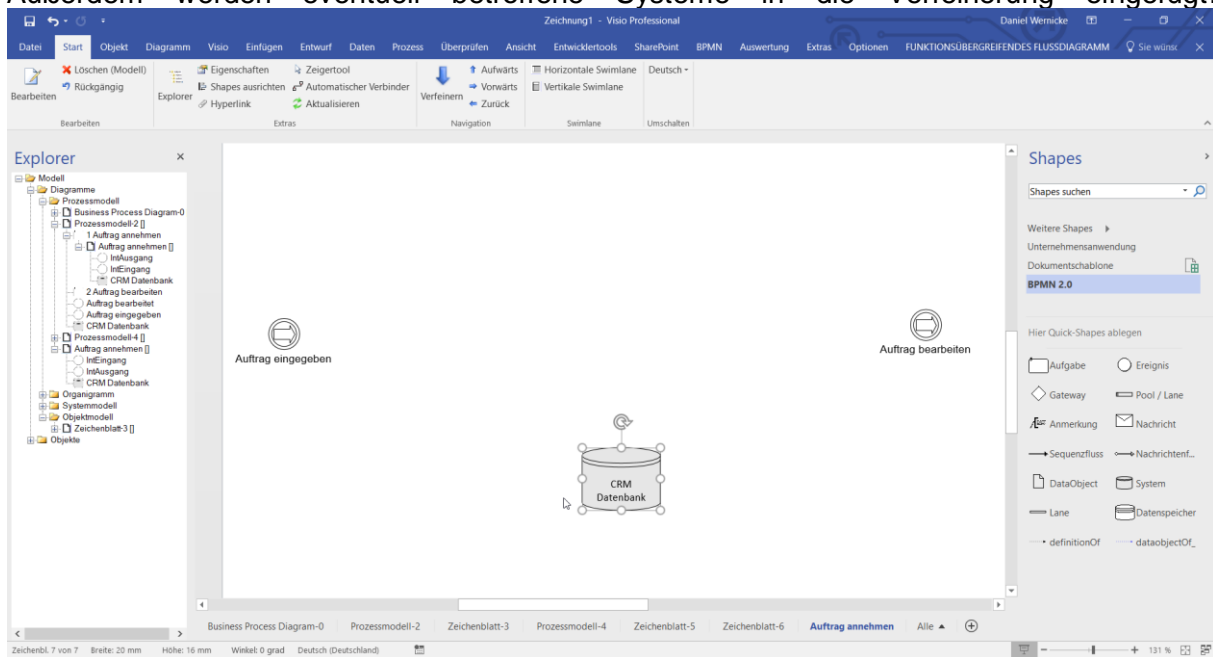 Außerdem werden eventuell betroffene Systeme in die Verfeinerung eingefügt.
Zeichnung1 - Visio Professional
Daniel Wernicke
Datei Start Objekt Diagramm Visio Einfügen Entwurf Daten Prozess Überprüfen Ansicht Entwicklertools SharePoint BPMN Auswertung Extras Optionen FUNKTIONSÜBERGREIFENDES FLUSSDIAGRAMM Sie wünsc
Bearbeiten
Löschen (Modell)
Rückgängig
Bearbeiten
Explorer
Eigenschaften
Shapes ausrichten
Hyperlink
Zeigertool
Automatischer Verbinder
Aktualisieren
Extras
Verfeinern
Aufwärts
Vorwärts
Zurück
Navigation
Horizontale Swimlane
Vertikale Swimlane
Swimlane
Deutsch
Umschalten
Explorer
Modell
Diagramme
Prozessmodell
Business Process Diagram-0
Prozessmodell-2 []
1 Auftrag annehmen
Auftrag annehmen []
IntAusgang
IntEingang
CRM Datenbank
2 Auftrag bearbeiten
Auftrag bearbeitet
Auftrag eingegeben
CRM Datenbank
Prozessmodell-4 []
Auftrag annehmen []
IntEingang
IntAusgang
CRM Datenbank
Organigramm
Systemmodell
Objektmodell
Zeichenblatt-3 []
Objekte
Auftrag eingegeben
Auftrag bearbeiten
CRM
Datenbank
Shapes
Shapes suchen
Weitere Shapes
Unternehmensanwendung
Dokumentschablone
BPMN 2.0
Hier Quick-Shapes ablegen
Aufgabe Ereignis
Gateway Pool / Lane
Anmerkung Nachricht
Sequenzfluss Nachrichtenf...
DataObject System
Lane Datenspeicher
definitionOf dataobjectOf_
Business Process Diagram-0 Prozessmodell-2 Zeichenblatt-3 Prozessmodell-4 Zeichenblatt-5 Zeichenblatt-6 Auftrag annehmen Alle
Zeichenbl. 7 von 7 Breite: 20 mm Höhe: 16 mm Winkel: 0 grad Deutsch (Deutschland) 131 %